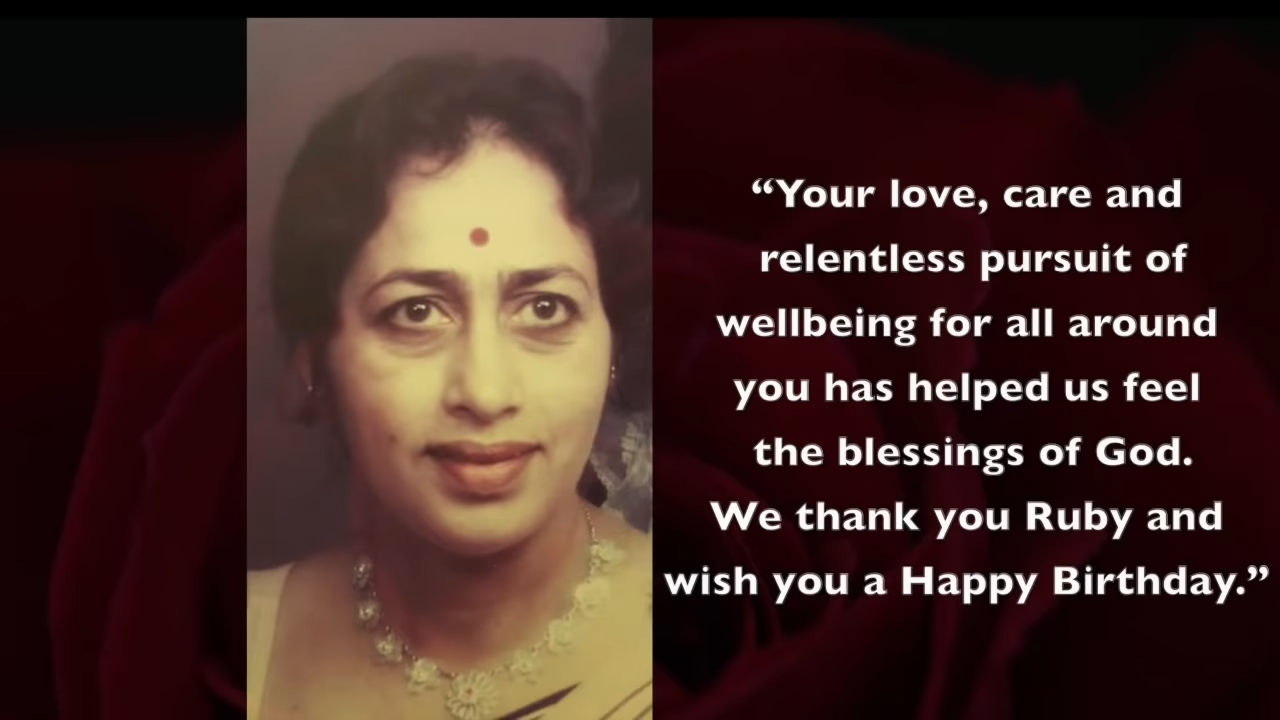 “Your love, care and
relentless pursuit of
wellbeing for all around
you has helped us feel
the blessings of God.
We thank you Ruby and
wish you a Happy Birthday.”